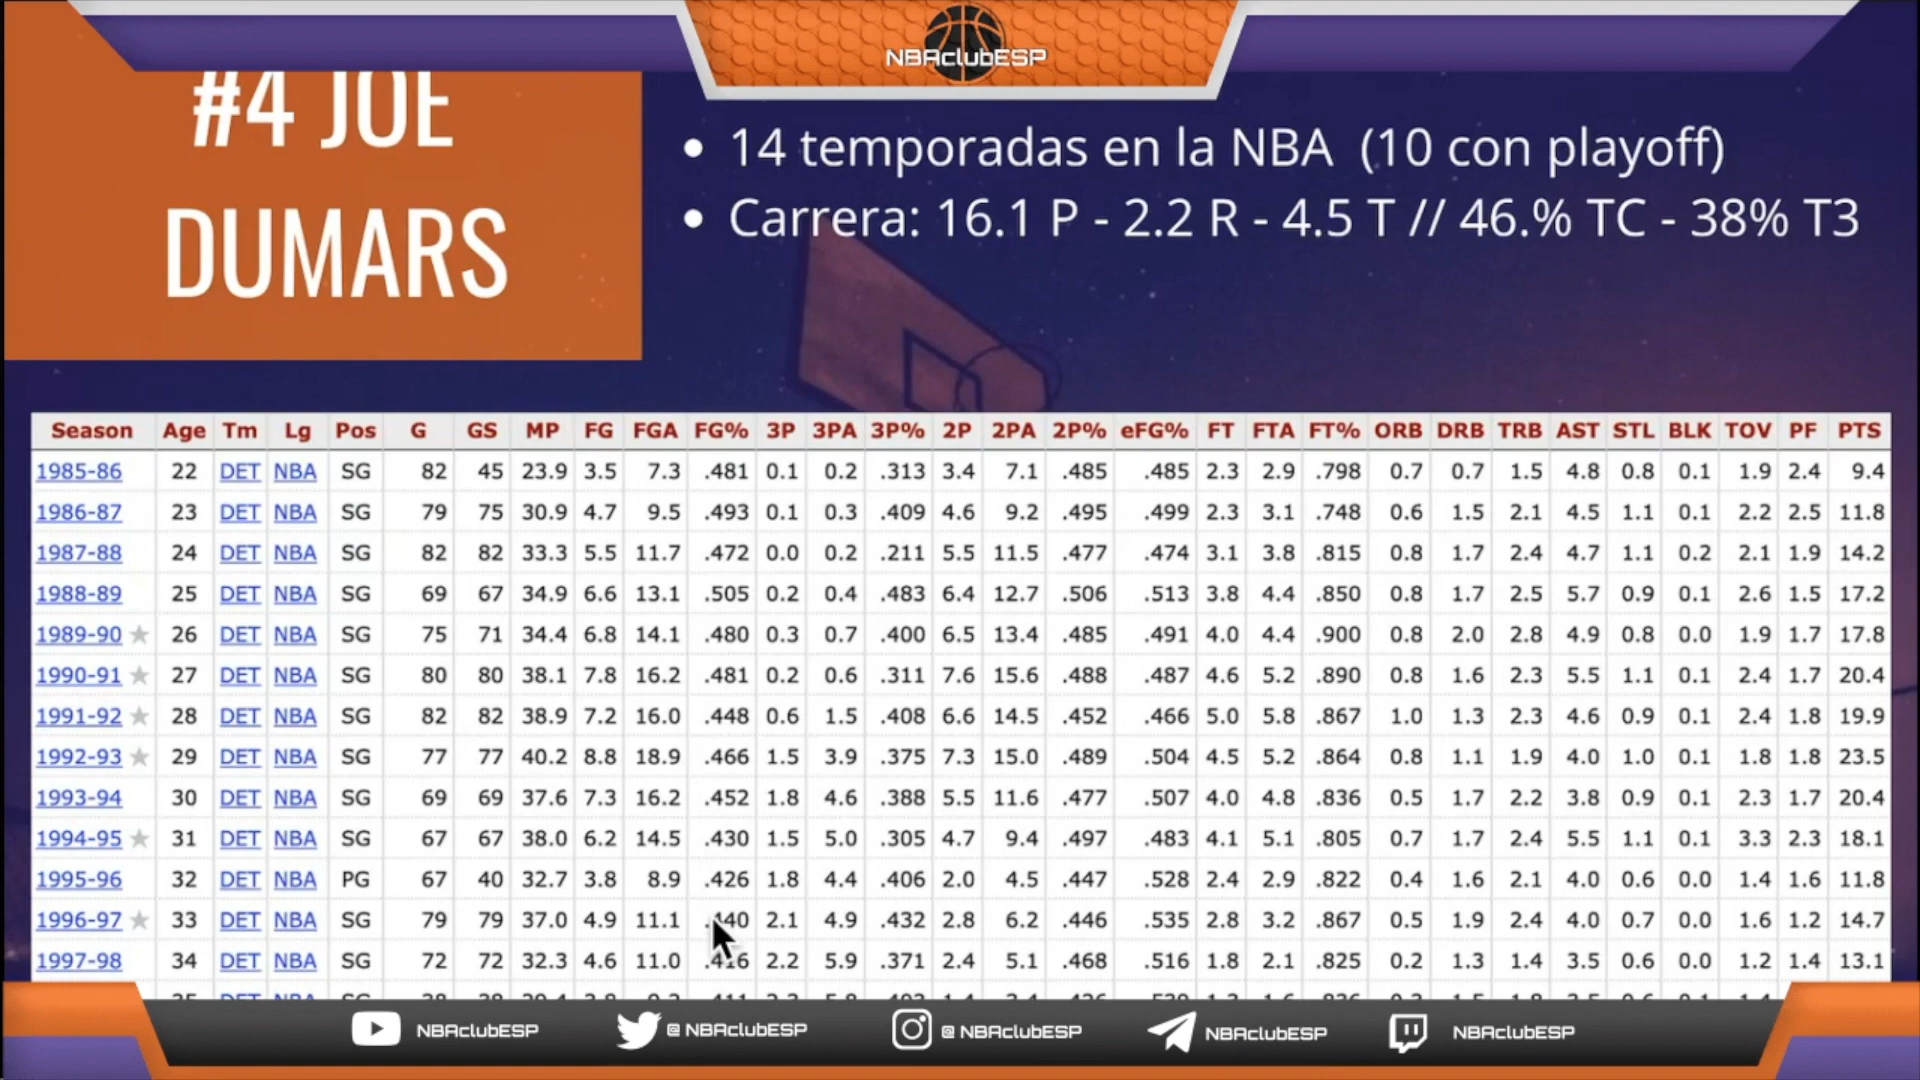 NBAclubESP
#4 JOE
DUMARS
• 14 temporadas en la NBA (10 con playoff)
• Carrera: 16.1 P - 2.2 R - 4.5 T // 46.% TC - 38% T3
Season Age Tm Lg Pos G GS MP FG FGA FG% 3P 3PA 3P% 2P 2PA 2P% eFG% FT FTA FT% ORB DRB TRB AST STL BLK TOV PF PTS
1985-86 22 DET NBA SG 82 45 23.9 3.5 7.3 .481 0.1 0.2 .313 3.4 7.1 .485 .485 2.3 2.9 .798 0.7 0.7 1.5 4.8 0.8 0.1 1.9 2.4 9.4
1986-87 23 DET NBA SG 79 75 30.9 4.7 9.5 .493 0.1 0.3 .409 4.6 9.2 .495 .499 2.3 3.1 .748 0.6 1.5 2.1 4.5 1.1 0.1 2.2 2.5 11.8
1987-88 24 DET NBA SG 82 82 33.3 5.5 11.7 .472 0.0 0.2 .211 5.5 11.5 .477 .474 3.1 3.8 .815 0.8 1.7 2.4 4.7 1.1 0.2 2.1 1.9 14.2
1988-89 25 DET NBA SG 69 67 34.9 6.6 13.1 .505 0.2 0.4 .483 6.4 12.7 .506 .513 3.8 4.4 .850 0.8 1.7 2.5 5.7 0.9 0.1 2.6 1.5 17.2
1989-90 ★ 26 DET NBA SG 75 71 34.4 6.8 14.1 .480 0.3 0.7 .400 6.5 13.4 .485 .491 4.0 4.4 .900 0.8 2.0 2.8 4.9 0.8 0.0 1.9 1.7 17.8
1990-91 ★ 27 DET NBA SG 80 80 38.1 7.8 16.2 .481 0.2 0.6 .311 7.6 15.6 .488 .487 4.6 5.2 .890 0.8 1.6 2.3 5.5 1.1 0.1 2.4 1.7 20.4
1991-92 ★ 28 DET NBA SG 82 82 38.9 7.2 16.0 .448 0.6 1.5 .408 6.6 14.5 .452 .466 5.0 5.8 .867 1.0 1.3 2.3 4.6 0.9 0.1 2.4 1.8 19.9
1992-93 ★ 29 DET NBA SG 77 77 40.2 8.8 18.9 .466 1.5 3.9 .375 7.3 15.0 .489 .504 4.5 5.2 .864 0.8 1.1 1.9 4.0 1.0 0.1 1.8 1.8 23.5
1993-94 30 DET NBA SG 69 69 37.6 7.3 16.2 .452 1.8 4.6 .388 5.5 11.6 .477 .507 4.0 4.8 .836 0.5 1.7 2.2 3.8 0.9 0.1 2.3 1.7 20.4
1994-95 ★ 31 DET NBA SG 67 67 38.0 6.2 14.5 .430 1.5 5.0 .305 4.7 9.4 .497 .483 4.1 5.1 .805 0.7 1.7 2.4 5.5 1.1 0.1 3.3 2.3 18.1
1995-96 32 DET NBA PG 67 40 32.7 3.8 8.9 .426 1.8 4.4 .406 2.0 4.5 .447 .528 2.4 2.9 .822 0.4 1.6 2.1 4.0 0.6 0.0 1.4 1.6 11.8
1996-97 ★ 33 DET NBA SG 79 79 37.0 4.9 11.1 2.1 4.9 .432 2.8 6.2 .446 .535 2.8 3.2 .867 0.5 1.9 2.4 4.0 0.7 0.0 1.6 1.2 14.7
1997-98 34 DET NBA SG 72 72 32.3 4.6 11.0 2.2 5.9 .371 2.4 5.1 .468 .516 1.8 2.1 .825 0.2 1.3 1.4 3.5 0.6 0.0 1.2 1.4 13.1
NBAclubESP @ NBAclubESP @ NBAclubESP NBAclubESP NBAclubESP